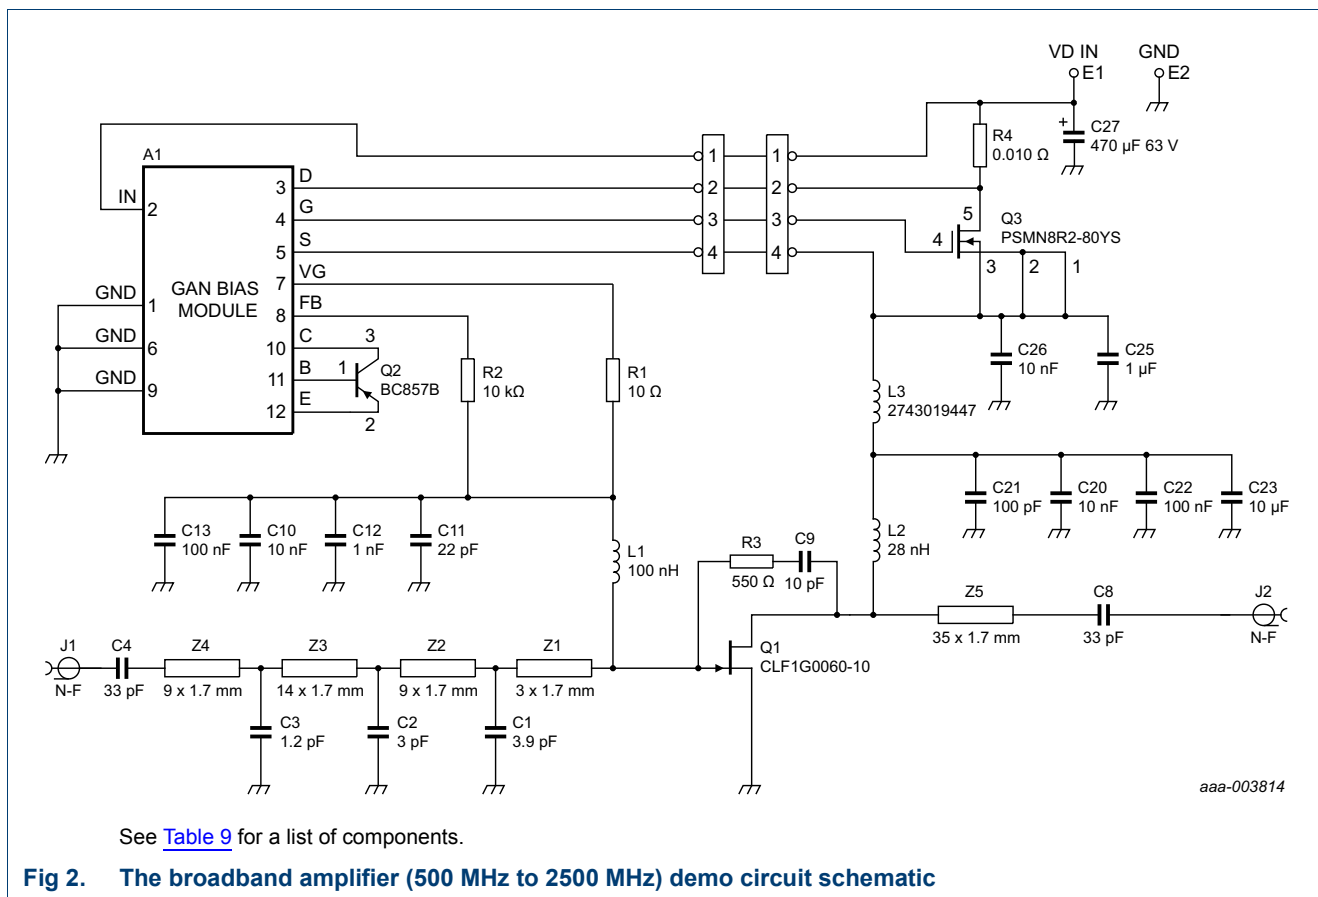 VD IN
GND
E1
E2
C27
470 µF 63 V
+
R4
0.010 Ω
A1
IN
2
GAN BIAS
MODULE
GND
1
GND
6
GND
9
3
D
4
G
5
S
7
VG
8
FB
10
C
11
B
12
E
1
2
3
4
1
2
3
4
5
4
3
2
1
Q3
PSMN8R2-80YS
3
1
2
Q2
BC857B
R2
10 kΩ
R1
10 Ω
C26
10 nF
C25
1 µF
L3
2743019447
C13
100 nF
C10
10 nF
C12
1 nF
C11
22 pF
L1
100 nH
R3
550 Ω
C9
10 pF
L2
28 nH
C21
100 pF
C20
10 nF
C22
100 nF
C23
10 µF
J1
N-F
C4
33 pF
Z4
9 x 1.7 mm
Z3
14 x 1.7 mm
Z2
9 x 1.7 mm
Z1
3 x 1.7 mm
Q1
CLF1G0060-10
Z5
35 x 1.7 mm
C8
33 pF
J2
N-F
C3
1.2 pF
C2
3 pF
C1
3.9 pF
aaa-003814
See Table 9 for a list of components.
Fig 2. The broadband amplifier (500 MHz to 2500 MHz) demo circuit schematic